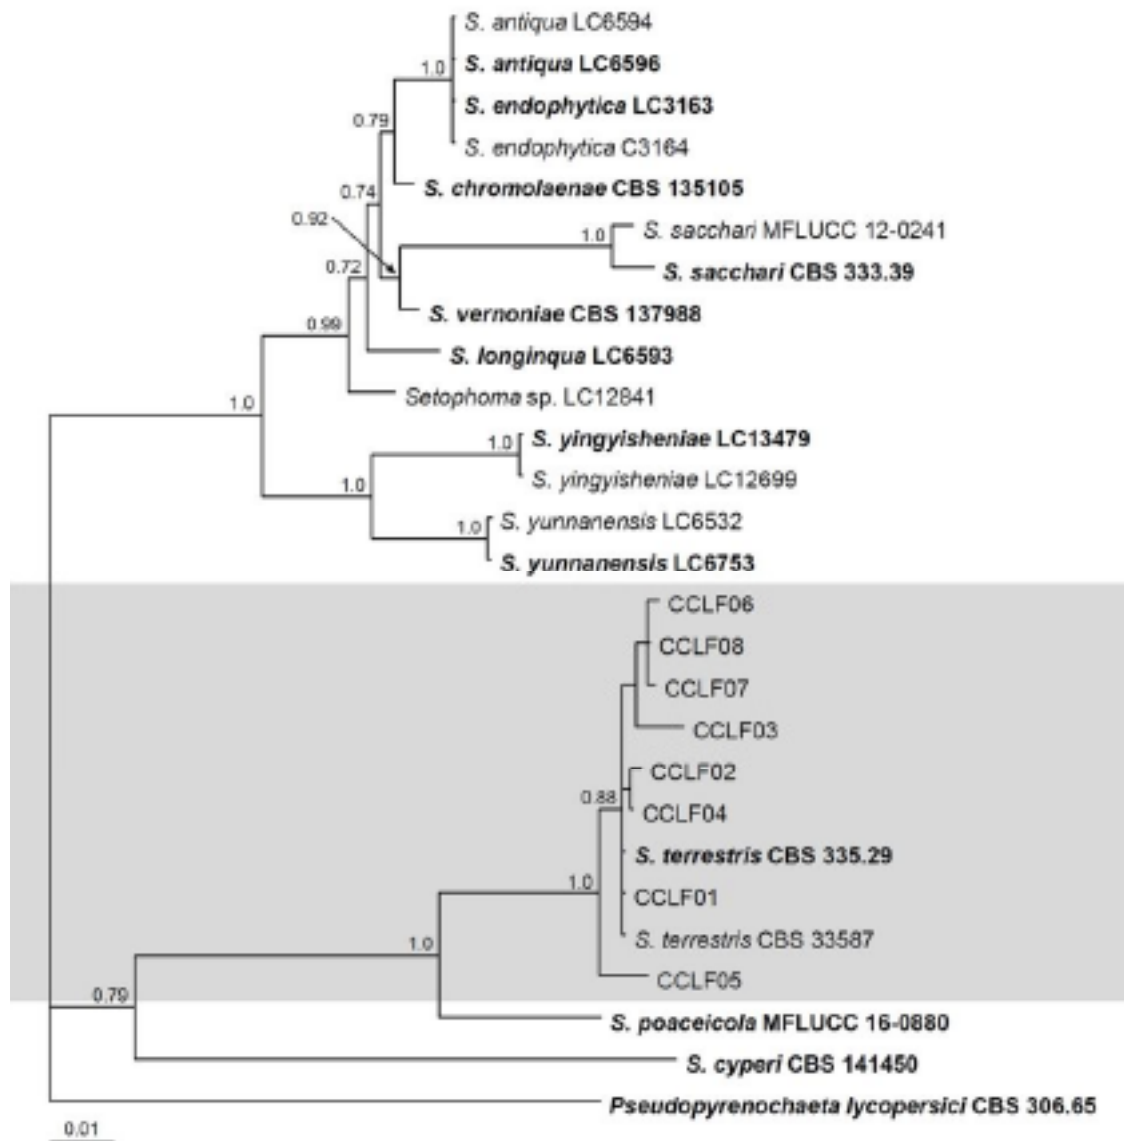 S. antiqua LC6594
1.0
S. antiqua LC6596
S. endophytica LC3163
0.79
S. endophytica C3164
S. chromolaenae CBS 135105
0.74
0.92
S. sacchari MFLUCC 12-0241
1.0
S. sacchari CBS 333.39
0.72
S. vernoniae CBS 137988
0.99
S. longinqua LC6593
Setophoma sp. LC12841
1.0
S. yingyisheniae LC13479
1.0
S. yingyisheniae LC12699
1.0
S. yunnanensis LC6532
1.0
S. yunnanensis LC6753
CCLF06
CCLF08
CCLF07
CCLF03
CCLF02
0.88
CCLF04
S. terrestris CBS 335.29
1.0
CCLF01
S. terrestris CBS 33587
1.0
CCLF05
0.79
S. poaceicola MFLUCC 16-0880
S. cyperi CBS 141450
Pseudopyrenochaeta lycopersici CBS 306.65
0.01